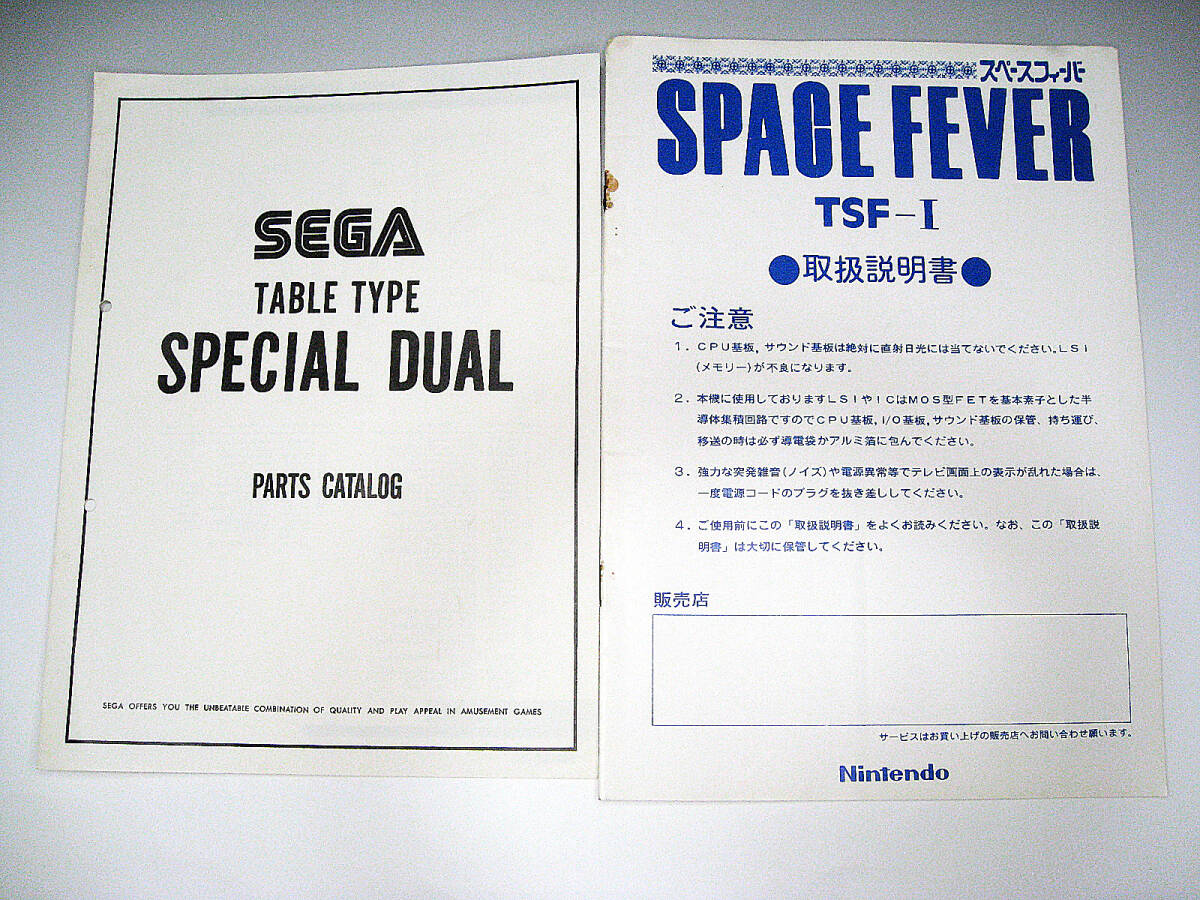 SEGA
TABLE TYPE
SPECIAL DUAL
PARTS CATALOG
SEGA OFFERS YOU THE UNBEATABLE COMBINATION OF QUALITY AND PLAY APPEAL IN AMUSEMENT GAMES
スペースフィーバー
SPACE FEVER
TSF-I
●取扱説明書●
ご注意
1. CPU基板,サウンド基板は絶対に直射日光には当てないでください。LSI
(メモリー)が不良になります。
2. 本機に使用しておりますLSIやICはMOS型FETを基本素子とした半
導体集積回路ですのでCPU基板,I/O基板,サウンド基板の保管、持ち運び、
移送の時は必ず導電袋かアルミ箔に包んでください。
3. 強力な突発雑音(ノイズ)や電源異常等でテレビ画面上の表示が乱れた場合は、
一度電源コードのプラグを抜き差ししてください。
4. ご使用前にこの「取扱説明書」をよくお読みください。なお、この「取扱説
明書」は大切に保管してください。
販売店
サービスはお買い上げの販売店へお問い合わせ願います。
Nintendo